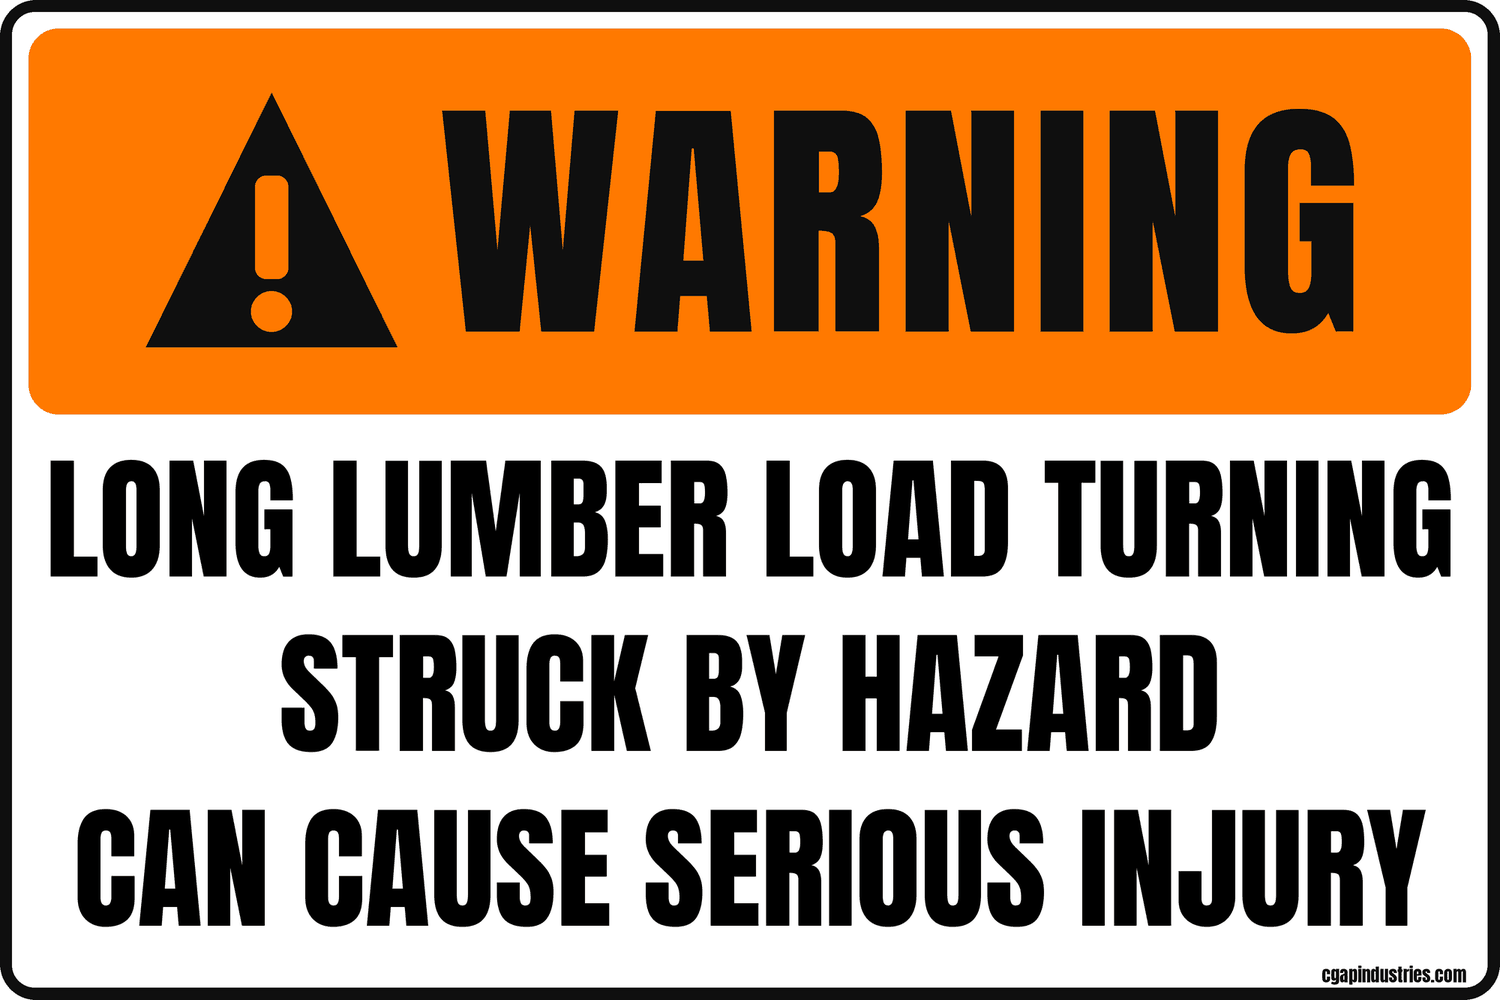 WARNING
LONG LUMBER LOAD TURNING
STRUCK BY HAZARD
CAN CAUSE SERIOUS INJURY
cgapindustries.com